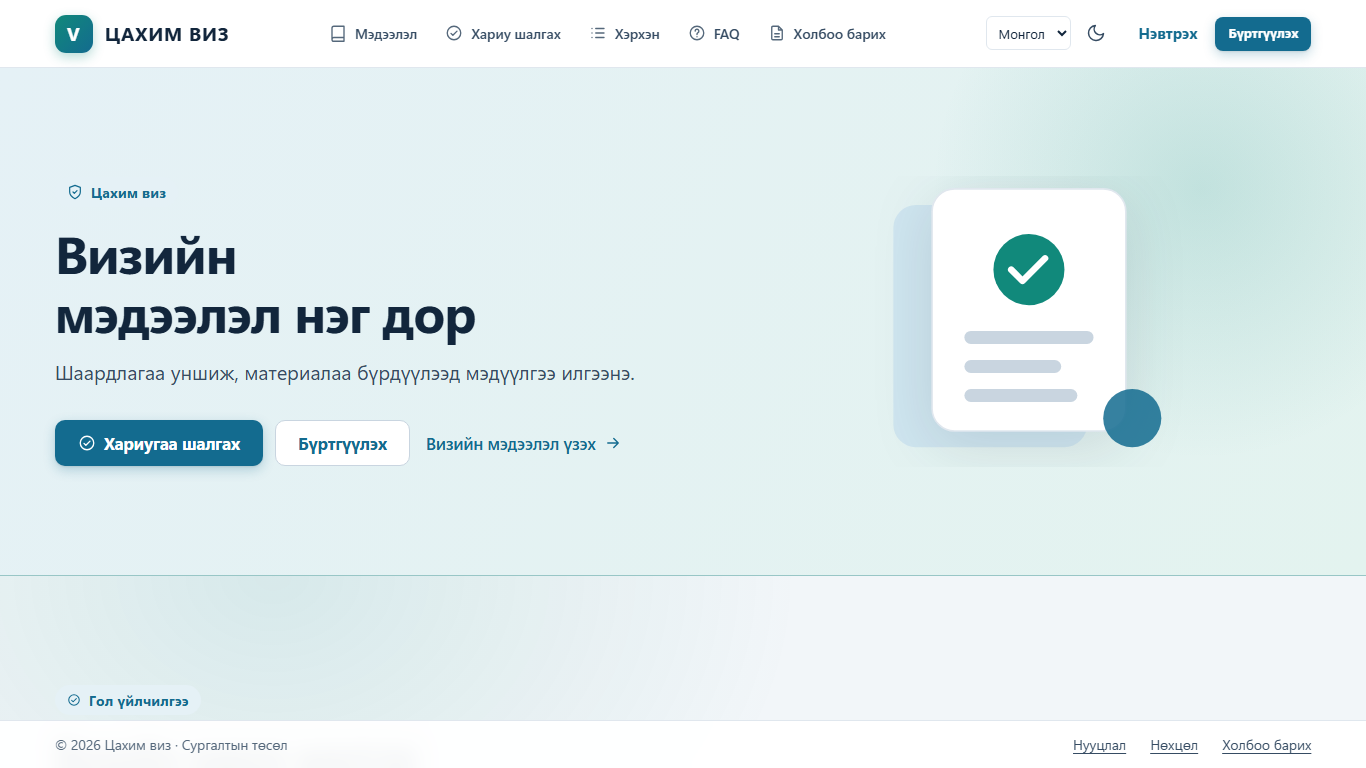 V ЦАХИМ ВИЗ
Мэдээлэл
Хариу шалгах
Хэрхэн
FAQ
Холбоо барих
Монгол
Нэвтрэх
Бүртгүүлэх
Цахим виз
Визийн
мэдээлэл нэг дор
Шаардлагаа уншиж, материалаа бүрдүүлээд мэдүүлгээ илгээнэ.
Хариугаа шалгах
Бүртгүүлэх
Визийн мэдээлэл үзэх
Гол үйлчилгээ
© 2026 Цахим виз · Сургалтын төсөл
Нууцлал
Нөхцөл
Холбоо барих